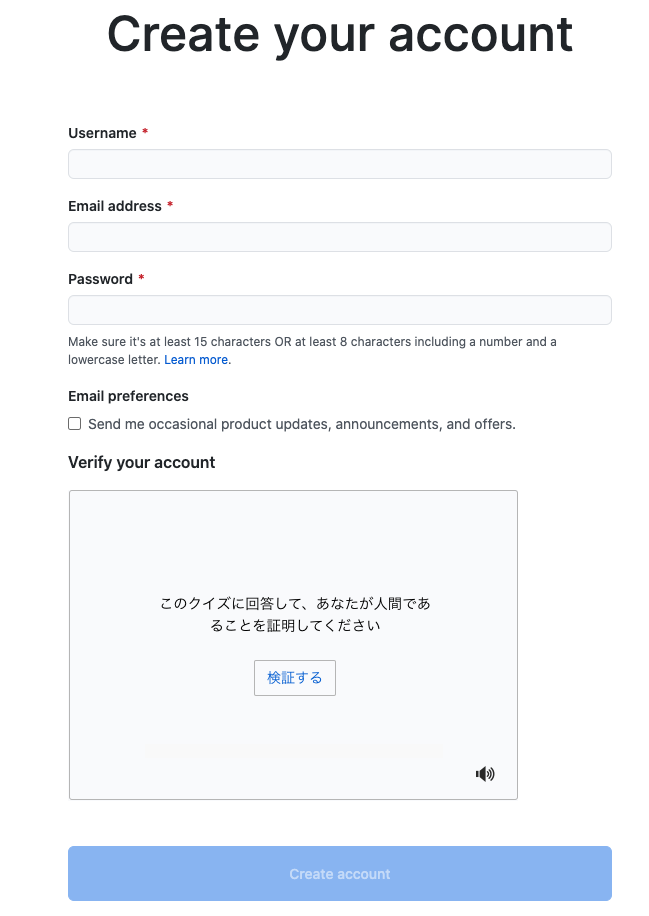 Create your account
Username *
Email address *
Password *
Make sure it's at least 15 characters OR at least 8 characters including a number and a
lowercase letter. Learn more.
Email preferences
Send me occasional product updates, announcements, and offers.
Verify your account
このクイズに回答して、あなたが人間であ
ることを証明してください
検証する
Create account